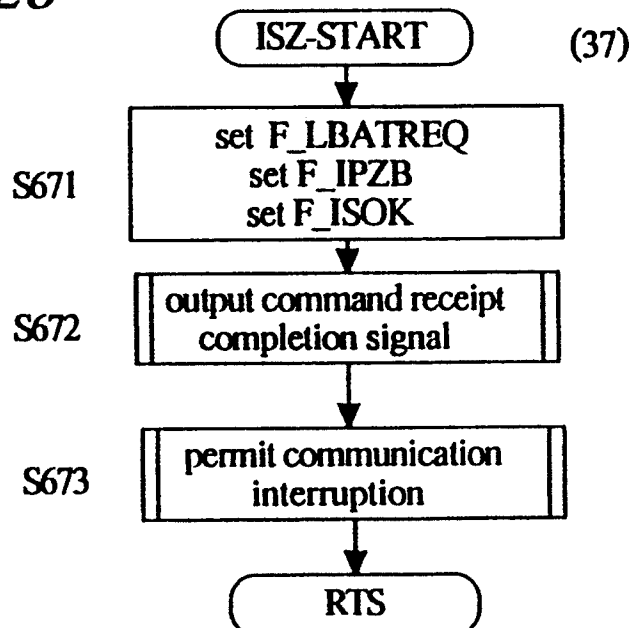 ISZ-START
(37)
S671
set F_LBATREQ
set F_IPZB
set F_ISOK
S672
output command receipt
completion signal
S673
permit communication
interruption
RTS